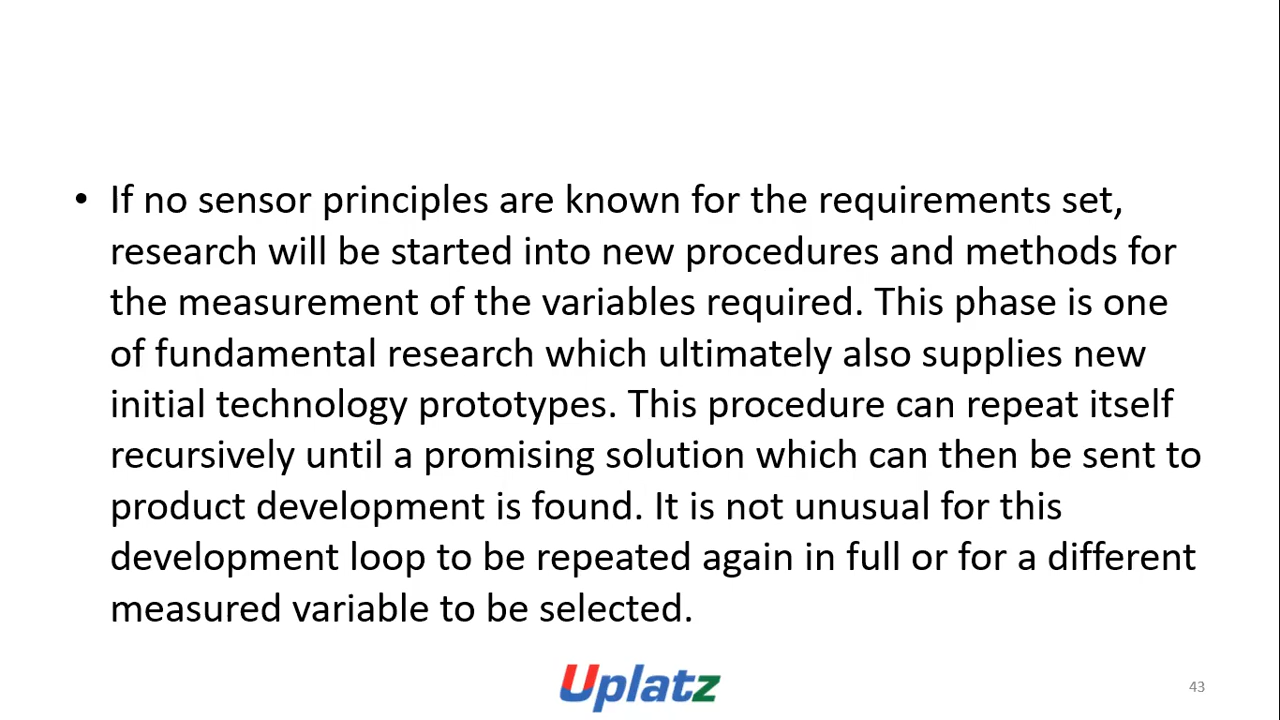 • If no sensor principles are known for the requirements set,
research will be started into new procedures and methods for
the measurement of the variables required. This phase is one
of fundamental research which ultimately also supplies new
initial technology prototypes. This procedure can repeat itself
recursively until a promising solution which can then be sent to
product development is found. It is not unusual for this
development loop to be repeated again in full or for a different
measured variable to be selected.
Uplatz
43